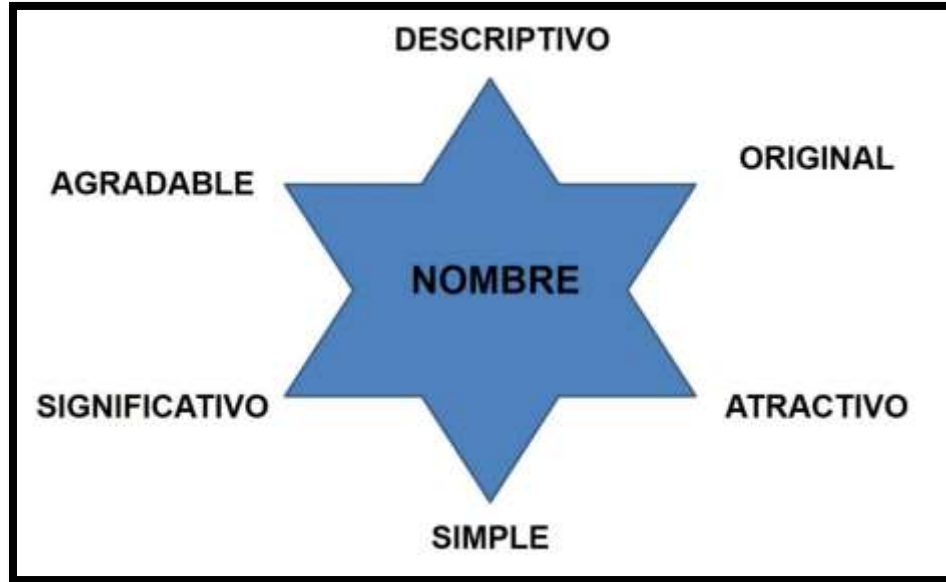 DESCRIPTIVO
ORIGINAL
AGRADABLE
NOMBRE
SIGNIFICATIVO
ATRACTIVO
SIMPLE